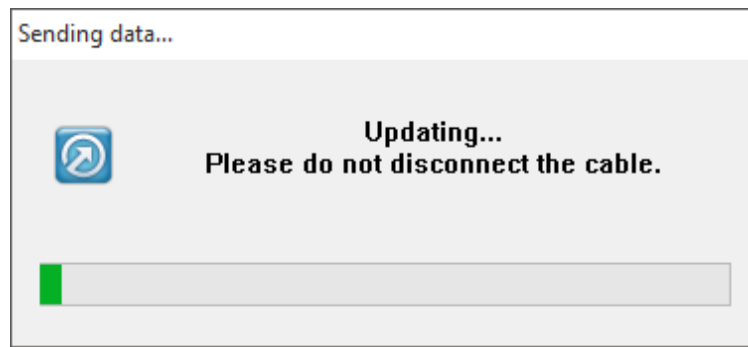 Sending data...
Updating...
Please do not disconnect the cable.